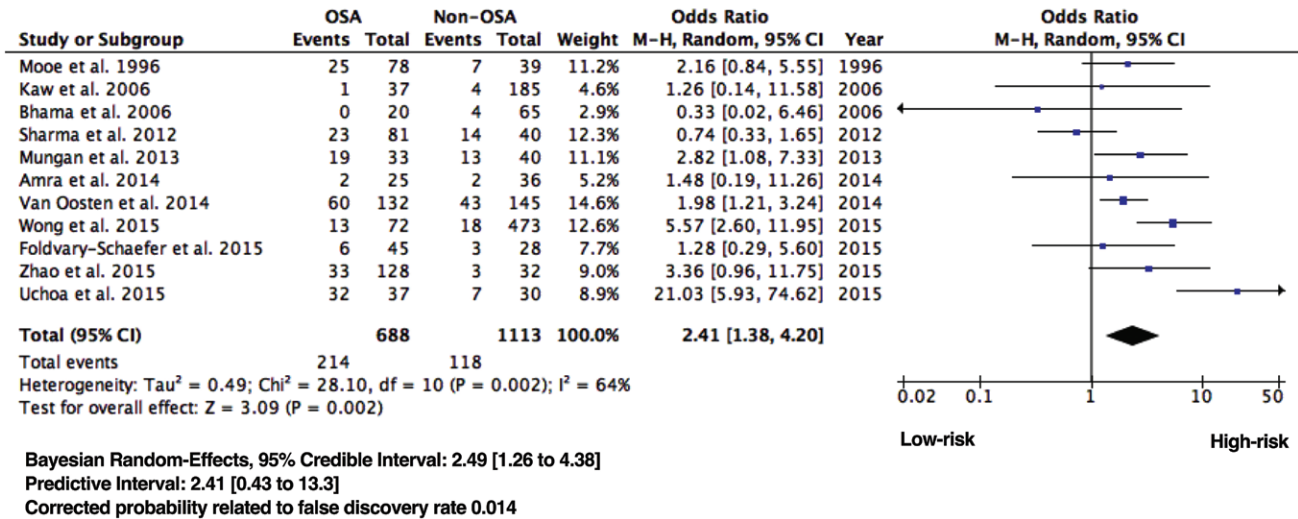 OSA Non-OSA Odds Ratio Odds Ratio
Study or Subgroup Events Total Events Total Weight M-H, Random, 95% CI Year M-H, Random, 95% CI
Mooe et al. 1996 25 78 7 39 11.2% 2.16 [0.84, 5.55] 1996
Kaw et al. 2006 1 37 4 185 4.6% 1.26 [0.14, 11.58] 2006
Bhama et al. 2006 0 20 4 65 2.9% 0.33 [0.02, 6.46] 2006
Sharma et al. 2012 23 81 14 40 12.3% 0.74 [0.33, 1.65] 2012
Mungan et al. 2013 19 33 13 40 11.1% 2.82 [1.08, 7.33] 2013
Amra et al. 2014 2 25 2 36 5.2% 1.48 [0.19, 11.26] 2014
Van Oosten et al. 2014 60 132 43 145 14.6% 1.98 [1.21, 3.24] 2014
Wong et al. 2015 13 72 18 473 12.6% 5.57 [2.60, 11.95] 2015
Foldvary-Schaefer et al. 2015 6 45 3 28 7.7% 1.28 [0.29, 5.60] 2015
Zhao et al. 2015 33 128 3 32 9.0% 3.36 [0.96, 11.75] 2015
Uchoa et al. 2015 32 37 7 30 8.9% 21.03 [5.93, 74.62] 2015
Total (95% CI) 688 1113 100.0% 2.41 [1.38, 4.20]
Total events 214 118
Heterogeneity: Tau² = 0.49; Chi² = 28.10, df = 10 (P = 0.002); I² = 64%
Test for overall effect: Z = 3.09 (P = 0.002)
0.02 0.1 1 10 50
Low-risk High-risk
Bayesian Random-Effects, 95% Credible Interval: 2.49 [1.26 to 4.38]
Predictive Interval: 2.41 [0.43 to 13.3]
Corrected probability related to false discovery rate 0.014